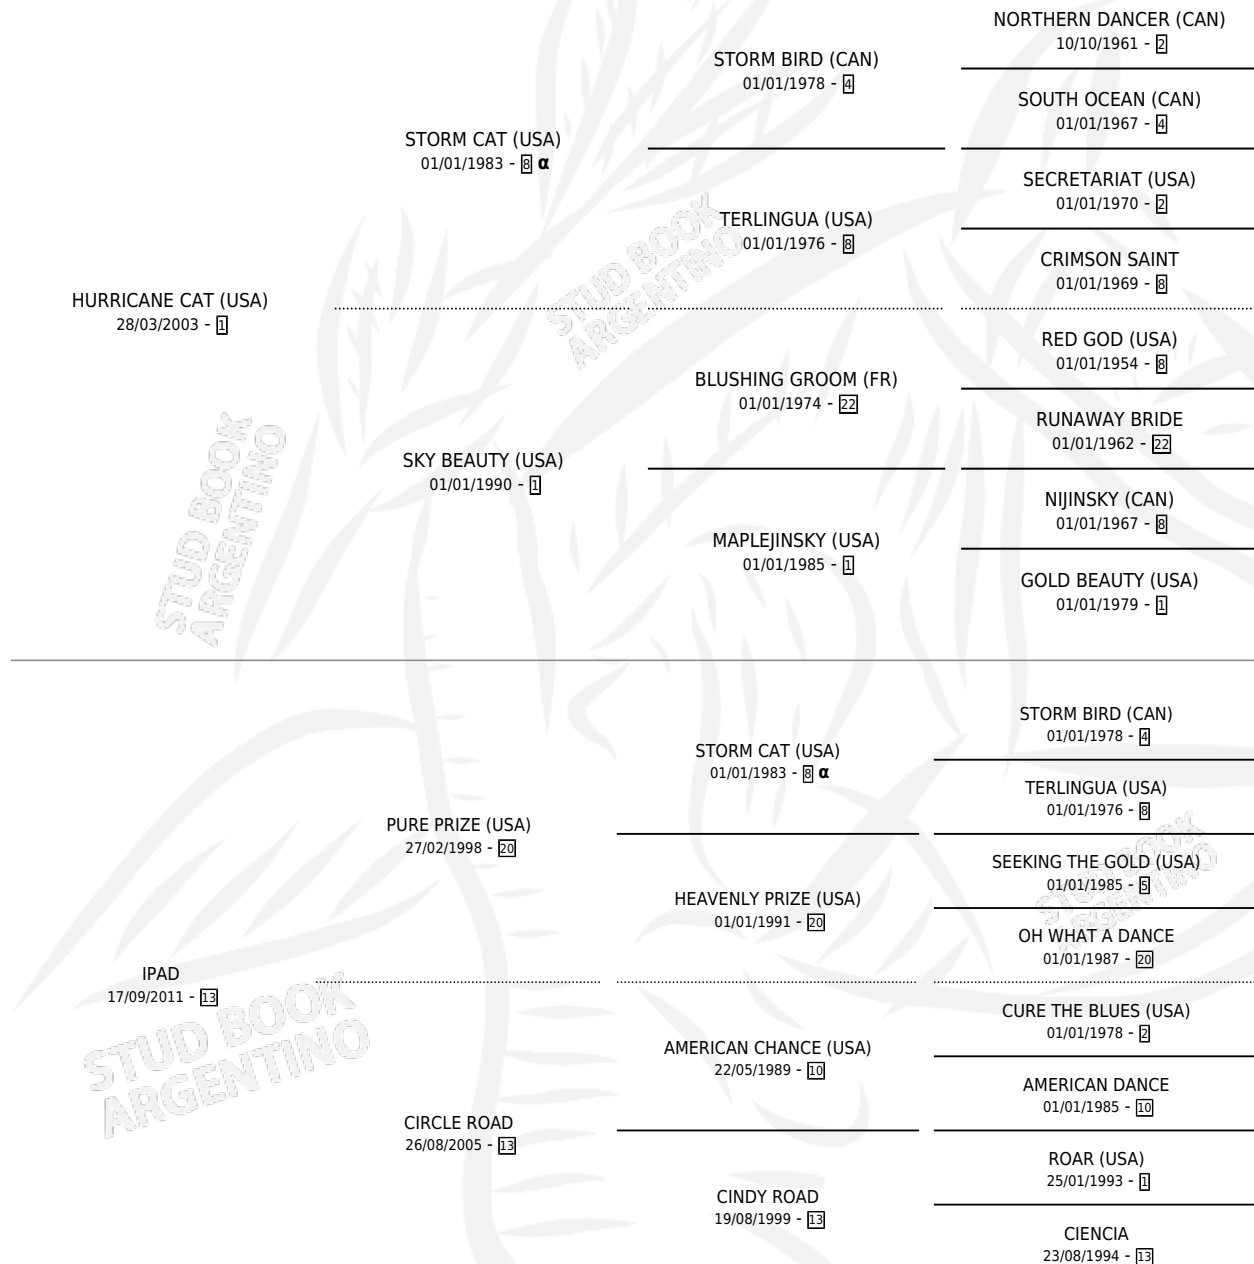 NORTHERN DANCER (CAN)
10/10/1961 - 2
STORM BIRD (CAN)
01/01/1978 - 4
SOUTH OCEAN (CAN)
01/01/1967 - 4
STORM CAT (USA)
01/01/1983 - 8 α
SECRETARIAT (USA)
01/01/1970 - 2
TERLINGUA (USA)
01/01/1976 - 8
CRIMSON SAINT
01/01/1969 - 8
HURRICANE CAT (USA)
28/03/2003 - 1
RED GOD (USA)
01/01/1954 - 8
BLUSHING GROOM (FR)
01/01/1974 - 22
RUNAWAY BRIDE
01/01/1962 - 22
SKY BEAUTY (USA)
01/01/1990 - 1
NIJINSKY (CAN)
01/01/1967 - 8
MAPLEJINSKY (USA)
01/01/1985 - 1
GOLD BEAUTY (USA)
01/01/1979 - 1
STUD BOOK
ARGENTINO
STUD BOOK
ARGENTINO
STORM BIRD (CAN)
01/01/1978 - 4
STORM CAT (USA)
01/01/1983 - 8 α
TERLINGUA (USA)
01/01/1976 - 8
PURE PRIZE (USA)
27/02/1998 - 20
SEEKING THE GOLD (USA)
01/01/1985 - 5
HEAVENLY PRIZE (USA)
01/01/1991 - 20
OH WHAT A DANCE
01/01/1987 - 20
IPAD
17/09/2011 - 13
CURE THE BLUES (USA)
01/01/1978 - 2
AMERICAN CHANCE (USA)
22/05/1989 - 10
AMERICAN DANCE
01/01/1985 - 10
CIRCLE ROAD
26/08/2005 - 13
ROAR (USA)
25/01/1993 - 1
CINDY ROAD
19/08/1999 - 13
CIENCIA
23/08/1994 - 13
STUD BOOK
ARGENTINO
STUD BOOK
ARGENTINO